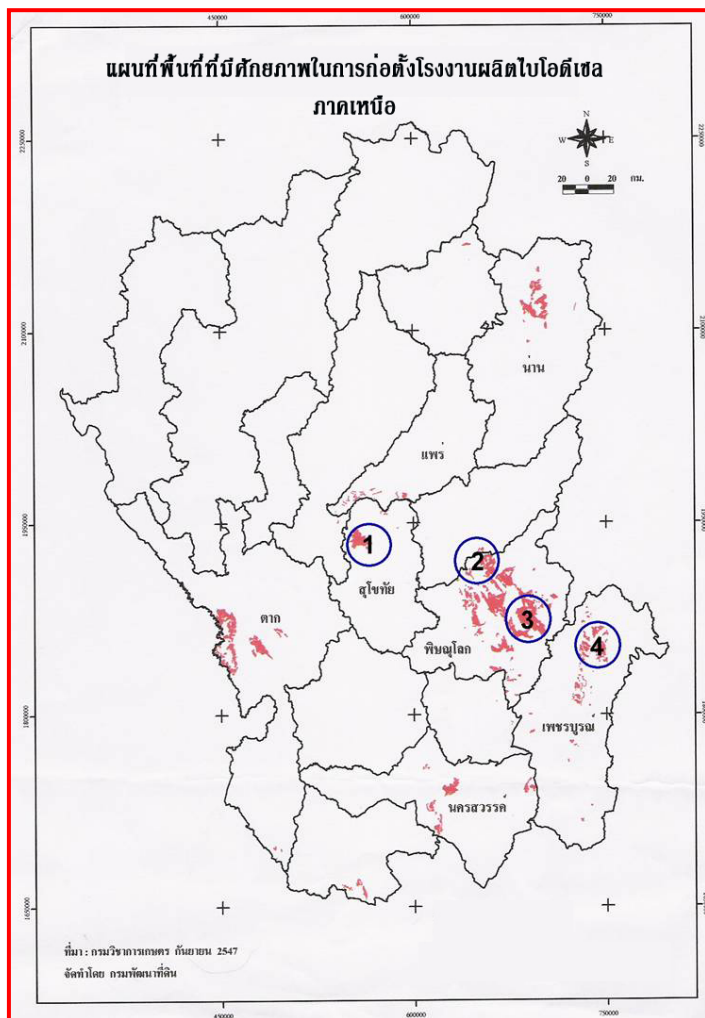 450000 600000 750000
แผนที่พื้นที่ที่มีศักยภาพในการก่อตั้งโรงงานผลิตไบโอดีเซล
ภาคเหนือ
N
W E
S
20 0 20 กม.
2250000
2100000 2100000
น่าน
แพร่
1950000
1
2
สุโขทัย
ตาก
3
พิษณุโลก
4
1800000
เพชรบูรณ
นครสวรรค์
1650000
ที่มา : กรมวิชาการเกษตร กันยายน 2547
จัดทำโดย กรมพัฒนาที่ดิน
450000 600000 750000